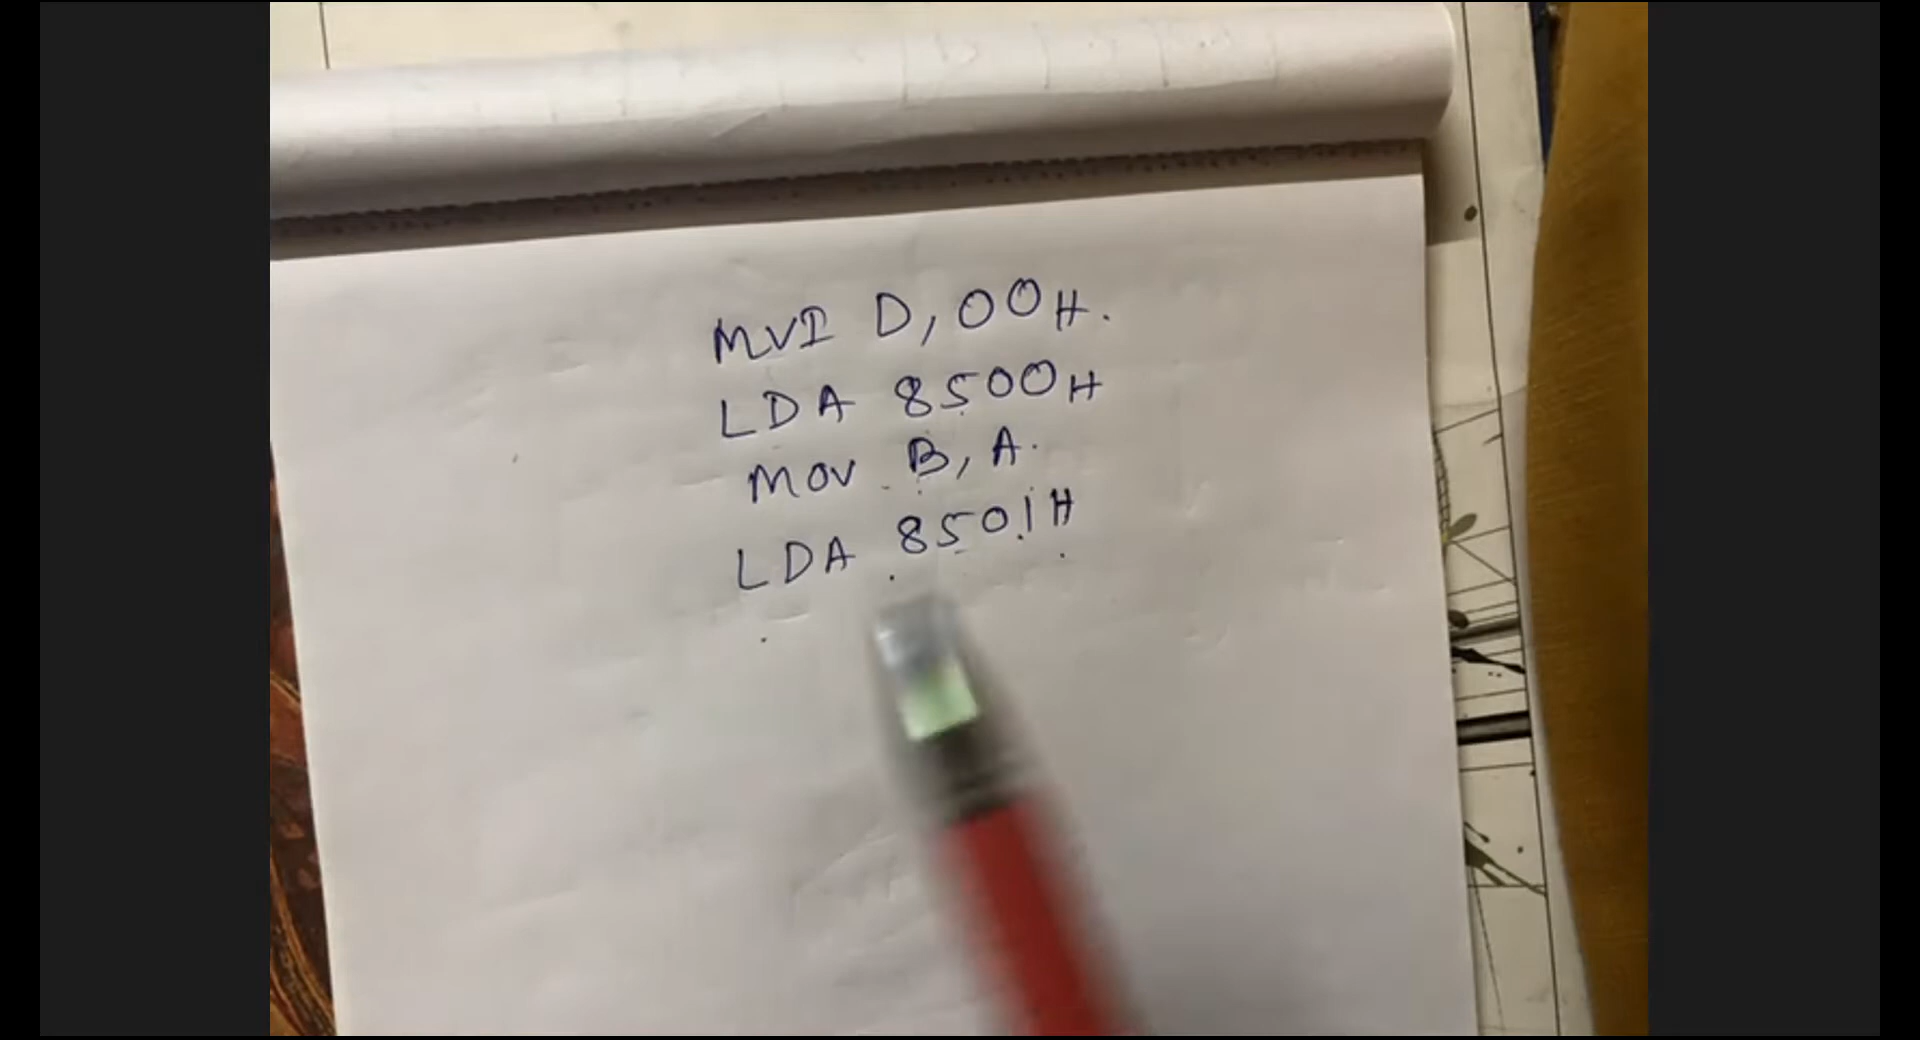 MVI D, 00H.
LDA 8500H
MOV B, A.
LDA 8501H